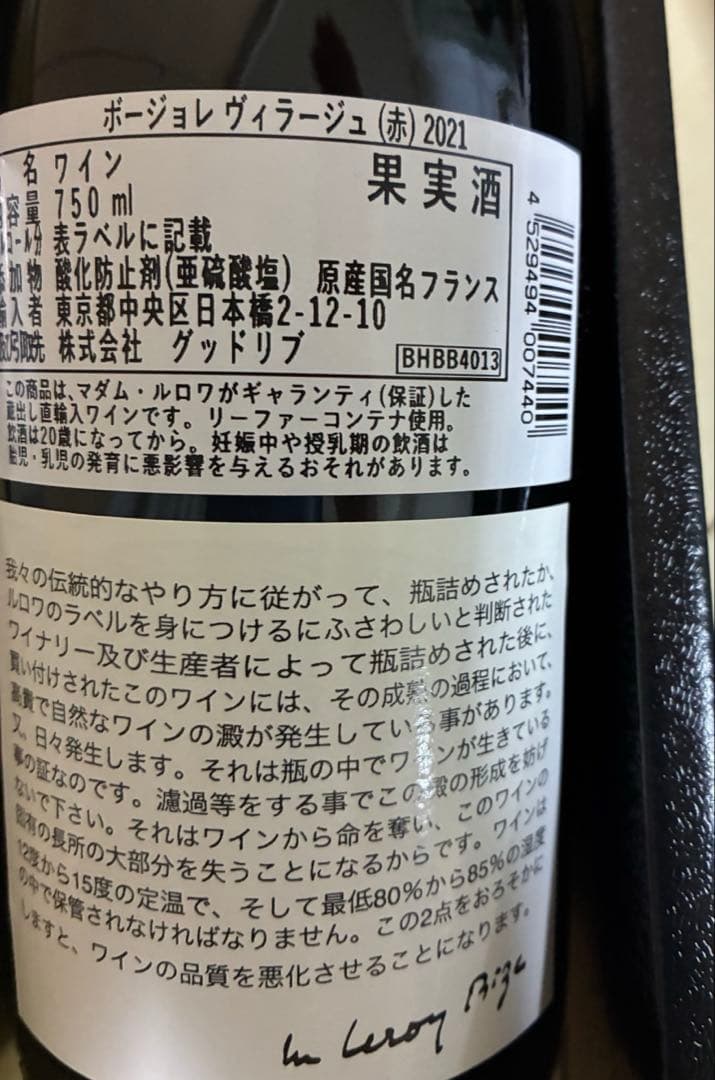 ボージョレ ヴィラージュ (赤) 2021
名 ワイン
果実酒
容量 750 ml
コール分 表ラベルに記載
加物 酸化防止剤(亜硫酸塩) 原産国名フランス
輸入者 東京都中央区日本橋2-12-10
及び引取先 株式会社 グッドリブ
BHBB4013
4 529494 007440
この商品は、マダム・ルロワがギャランティ(保証)した
蔵出し直輸入ワインです。リーファーコンテナ使用。
飲酒は20歳になってから。妊娠中や授乳期の飲酒は
胎児・乳児の発育に悪影響を与えるおそれがあります。
我々の伝統的なやり方に従がって、瓶詰めされたか、
ルロワのラベルを身につけるにふさわしいと判断された
ワイナリー及び生産者によって瓶詰めされた後に、
買い付けされたこのワインには、その成熟の過程において、
高貴で自然なワインの澱が発生している事があります。
又、日々発生します。それは瓶の中でワインが生きている
事の証なのです。濾過等をする事でこの澱の形成を妨げ
ないで下さい。それはワインから命を奪い、このワインの
固有の長所の大部分を失うことになるからです。ワインは
12度から15度の定温で、そして最低80%から85%の湿度
の中で保管されなければなりません。この2点をおろそかに
しますと、ワインの品質を悪化させることになります。
Leroy Bize